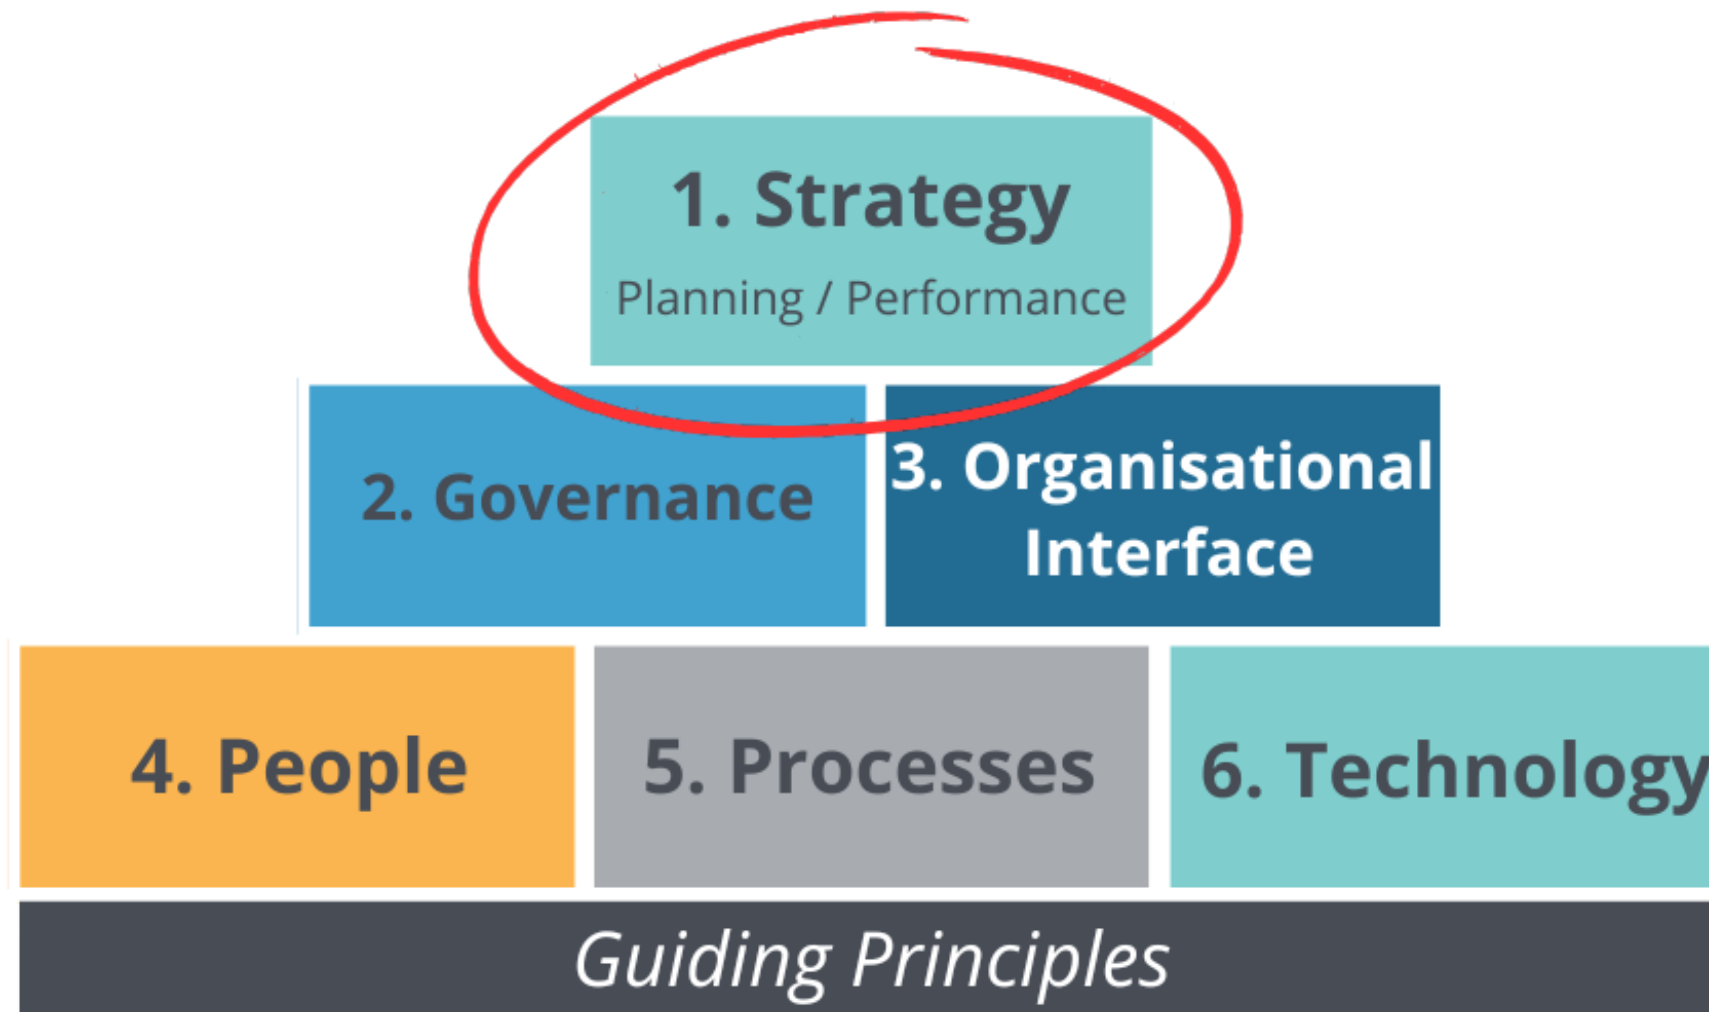 1. Strategy
Planning / Performance
2. Governance
3. Organisational
Interface
4. People
5. Processes
6. Technology
Guiding Principles